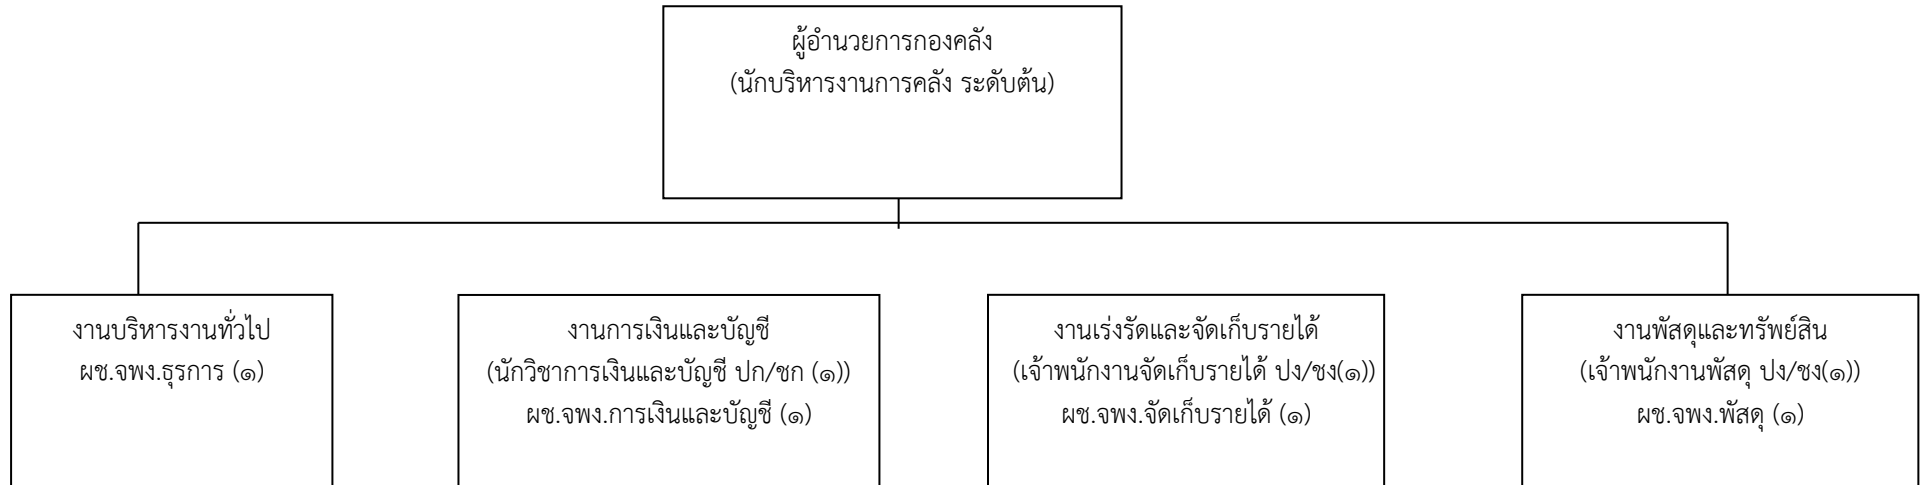 ผู้อำนวยการกองคลัง
(นักบริหารงานการคลัง ระดับต้น)
งานบริหารงานทั่วไป
ผช.จพง.ธุรการ (๑)
งานการเงินและบัญชี
(นักวิชาการเงินและบัญชี ปก/ชก (๑))
ผช.จพง.การเงินและบัญชี (๑)
งานเร่งรัดและจัดเก็บรายได้
(เจ้าพนักงานจัดเก็บรายได้ ปง/ชง(๑))
ผช.จพง.จัดเก็บรายได้ (๑)
งานพัสดุและทรัพย์สิน
(เจ้าพนักงานพัสดุ ปง/ชง(๑))
ผช.จพง.พัสดุ (๑)